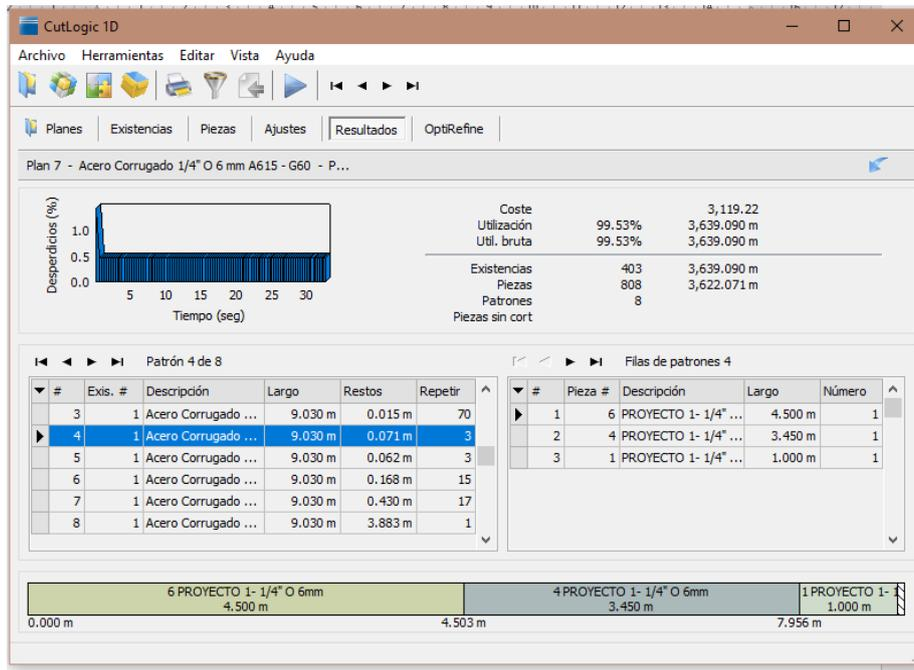 CutLogic 1D
Archivo Herramientas Editar Vista Ayuda
Planes Existencias Piezas Ajustes Resultados OptiRefine
Plan 7 - Acero Corrugado 1/4" O 6 mm A615 - G60 - P...
Desperdicios (%)
1.0
0.5
0.0
5 10 15 20 25 30
Tiempo (seg)
Coste 3,119.22
Utilización 99.53% 3,639.090 m
Util. bruta 99.53% 3,639.090 m
Existencias 403 3,639.090 m
Piezas 808 3,622.071 m
Patrones 8
Piezas sin cort
Patrón 4 de 8
# Exis. # Descripción Largo Restos Repetir
3 1 Acero Corrugado ... 9.030 m 0.015 m 70
4 1 Acero Corrugado ... 9.030 m 0.071 m 3
5 1 Acero Corrugado ... 9.030 m 0.062 m 3
6 1 Acero Corrugado ... 9.030 m 0.168 m 15
7 1 Acero Corrugado ... 9.030 m 0.430 m 17
8 1 Acero Corrugado ... 9.030 m 3.883 m 1
Filas de patrones 4
# Pieza # Descripción Largo Número
1 6 PROYECTO 1- 1/4" ... 4.500 m 1
2 4 PROYECTO 1- 1/4" ... 3.450 m 1
3 1 PROYECTO 1- 1/4" ... 1.000 m 1
6 PROYECTO 1- 1/4" O 6mm 4 PROYECTO 1- 1/4" O 6mm 1 PROYECTO 1- 1
4.500 m 3.450 m 1.000 m
0.000 m 4.503 m 7.956 m